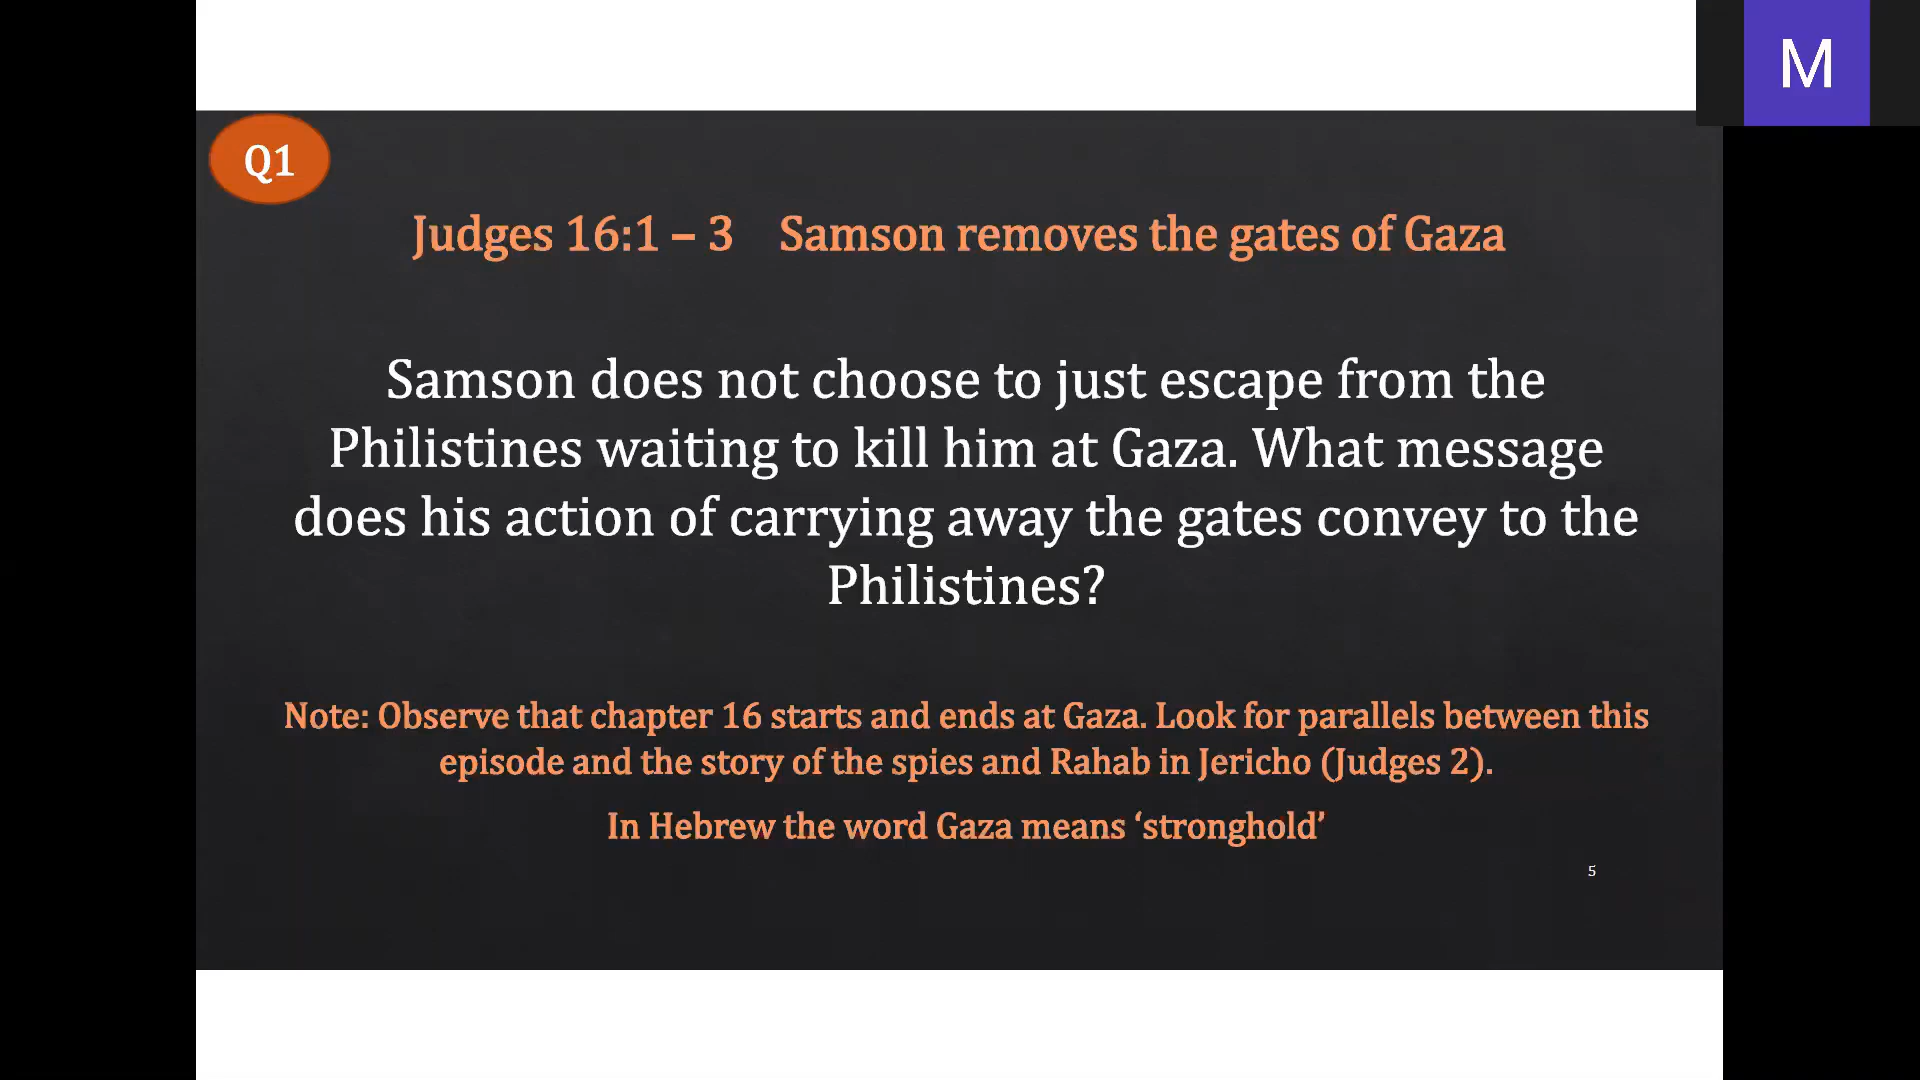 M
Q1
Judges 16:1 – 3    Samson removes the gates of Gaza
Samson does not choose to just escape from the
Philistines waiting to kill him at Gaza. What message
does his action of carrying away the gates convey to the
Philistines?
Note: Observe that chapter 16 starts and ends at Gaza. Look for parallels between this
episode and the story of the spies and Rahab in Jericho (Judges 2).
In Hebrew the word Gaza means ‘stronghold’
5